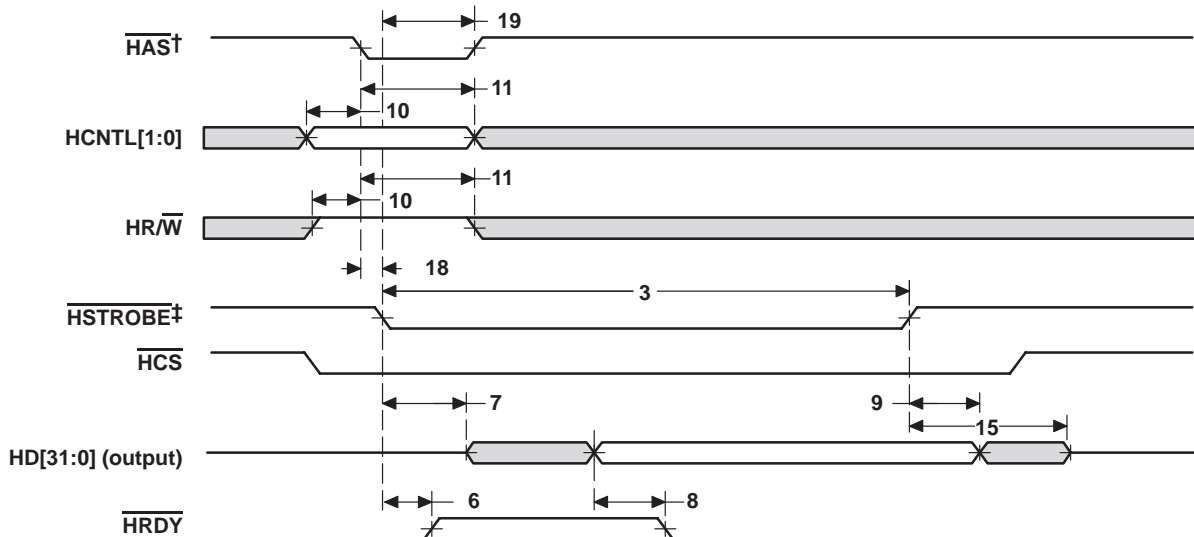 19
HAS†
11
10
HCNTL[1:0]
11
10
HR/W
18
3
HSTROBE‡
HCS
7
9
15
HD[31:0] (output)
6
8
HRDY